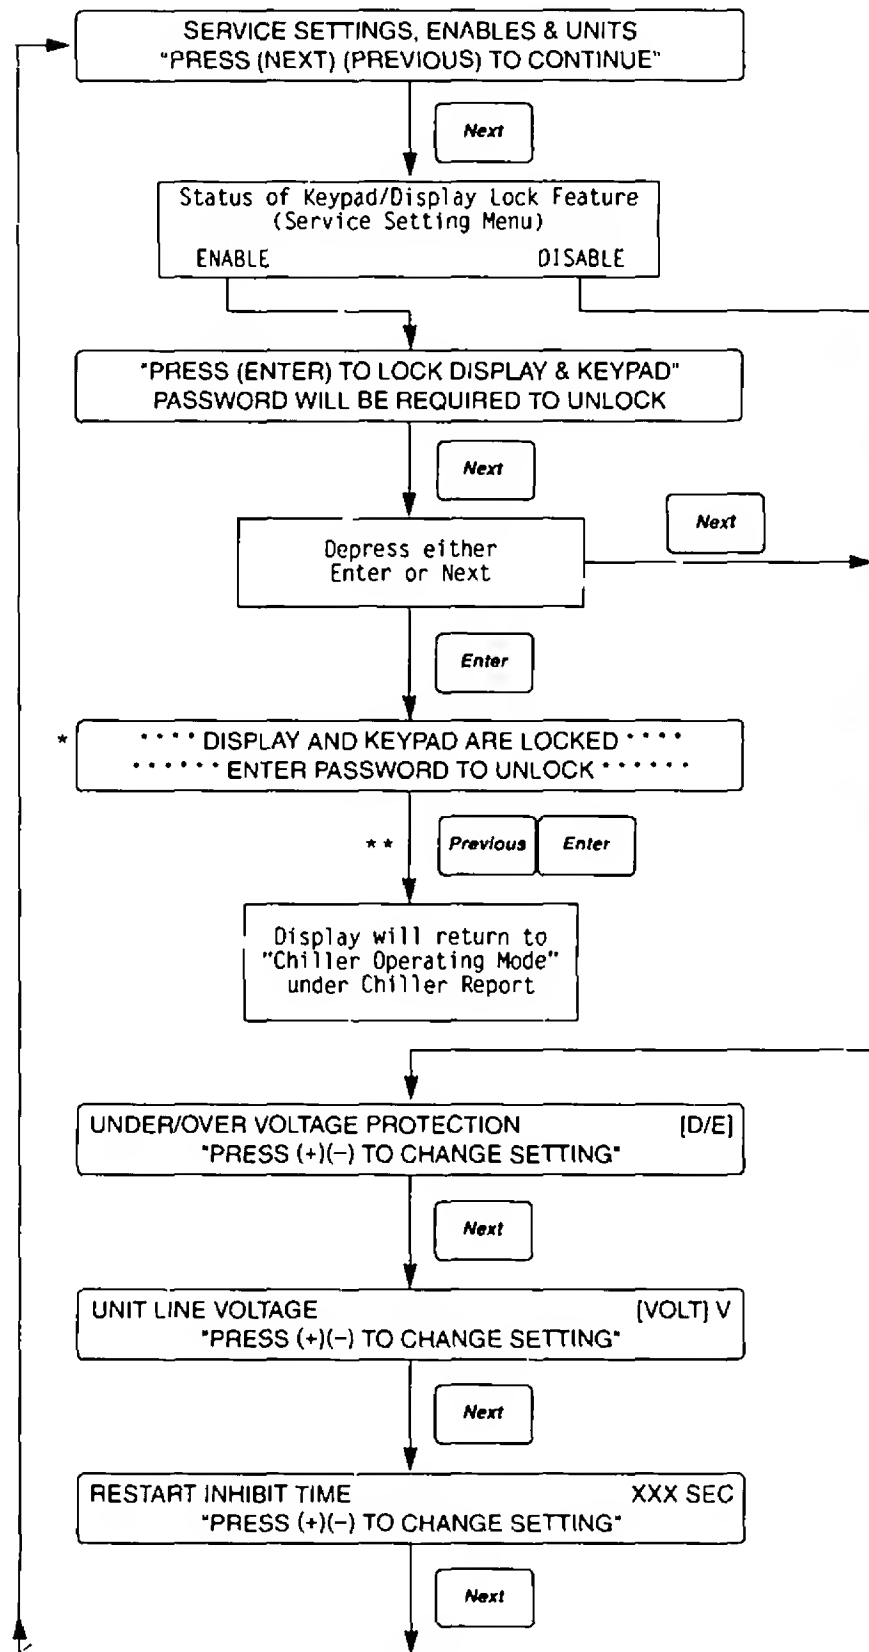 SERVICE SETTINGS, ENABLES & UNITS
"PRESS (NEXT) (PREVIOUS) TO CONTINUE"
Next
Status of Keypad/Display Lock Feature
(Service Setting Menu)
ENABLE DISABLE
"PRESS (ENTER) TO LOCK DISPLAY & KEYPAD"
PASSWORD WILL BE REQUIRED TO UNLOCK
Next
Next
Depress either
Enter or Next
Enter
* * * * * DISPLAY AND KEYPAD ARE LOCKED * * * *
* * * * * * ENTER PASSWORD TO UNLOCK * * * * * *
** Previous Enter
Display will return to
"Chiller Operating Mode"
under Chiller Report
UNDER/OVER VOLTAGE PROTECTION [D/E]
"PRESS (+)(−) TO CHANGE SETTING"
Next
UNIT LINE VOLTAGE [VOLT] V
"PRESS (+)(−) TO CHANGE SETTING"
Next
RESTART INHIBIT TIME XXX SEC
"PRESS (+)(−) TO CHANGE SETTING"
Next